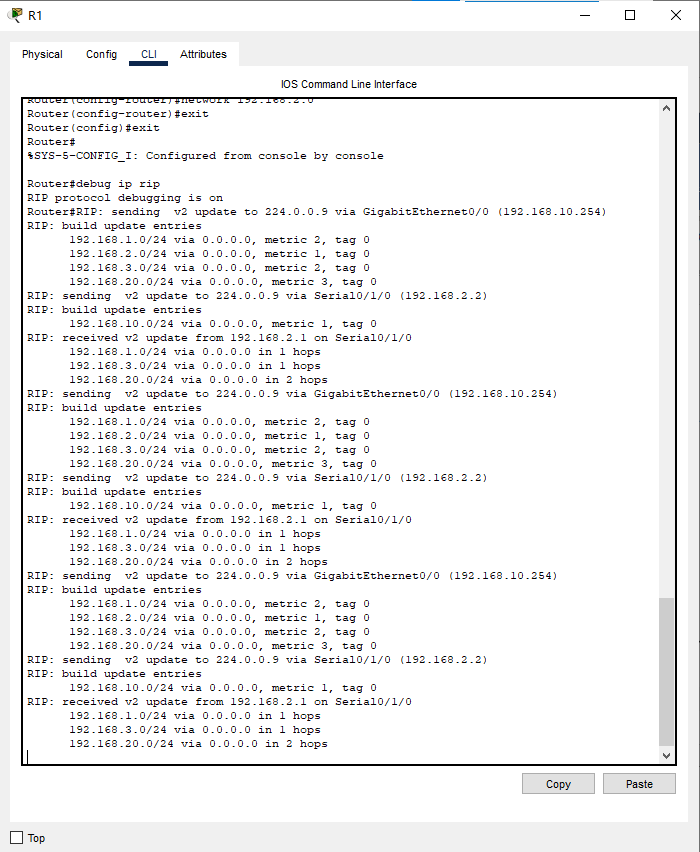 R1
Physical Config CLI Attributes
IOS Command Line Interface
Router(config-router)#network 192.168.2.0
Router(config-router)#exit
Router(config)#exit
Router#
%SYS-5-CONFIG_I: Configured from console by console
Router#debug ip rip
RIP protocol debugging is on
Router#RIP: sending  v2 update to 224.0.0.9 via GigabitEthernet0/0 (192.168.10.254)
RIP: build update entries
192.168.1.0/24 via 0.0.0.0, metric 2, tag 0
192.168.2.0/24 via 0.0.0.0, metric 1, tag 0
192.168.3.0/24 via 0.0.0.0, metric 2, tag 0
192.168.20.0/24 via 0.0.0.0, metric 3, tag 0
RIP: sending  v2 update to 224.0.0.9 via Serial0/1/0 (192.168.2.2)
RIP: build update entries
192.168.10.0/24 via 0.0.0.0, metric 1, tag 0
RIP: received v2 update from 192.168.2.1 on Serial0/1/0
192.168.1.0/24 via 0.0.0.0 in 1 hops
192.168.3.0/24 via 0.0.0.0 in 1 hops
192.168.20.0/24 via 0.0.0.0 in 2 hops
RIP: sending  v2 update to 224.0.0.9 via GigabitEthernet0/0 (192.168.10.254)
RIP: build update entries
192.168.1.0/24 via 0.0.0.0, metric 2, tag 0
192.168.2.0/24 via 0.0.0.0, metric 1, tag 0
192.168.3.0/24 via 0.0.0.0, metric 2, tag 0
192.168.20.0/24 via 0.0.0.0, metric 3, tag 0
RIP: sending  v2 update to 224.0.0.9 via Serial0/1/0 (192.168.2.2)
RIP: build update entries
192.168.10.0/24 via 0.0.0.0, metric 1, tag 0
RIP: received v2 update from 192.168.2.1 on Serial0/1/0
192.168.1.0/24 via 0.0.0.0 in 1 hops
192.168.3.0/24 via 0.0.0.0 in 1 hops
192.168.20.0/24 via 0.0.0.0 in 2 hops
RIP: sending  v2 update to 224.0.0.9 via GigabitEthernet0/0 (192.168.10.254)
RIP: build update entries
192.168.1.0/24 via 0.0.0.0, metric 2, tag 0
192.168.2.0/24 via 0.0.0.0, metric 1, tag 0
192.168.3.0/24 via 0.0.0.0, metric 2, tag 0
192.168.20.0/24 via 0.0.0.0, metric 3, tag 0
RIP: sending  v2 update to 224.0.0.9 via Serial0/1/0 (192.168.2.2)
RIP: build update entries
192.168.10.0/24 via 0.0.0.0, metric 1, tag 0
RIP: received v2 update from 192.168.2.1 on Serial0/1/0
192.168.1.0/24 via 0.0.0.0 in 1 hops
192.168.3.0/24 via 0.0.0.0 in 1 hops
192.168.20.0/24 via 0.0.0.0 in 2 hops
Copy Paste
Top